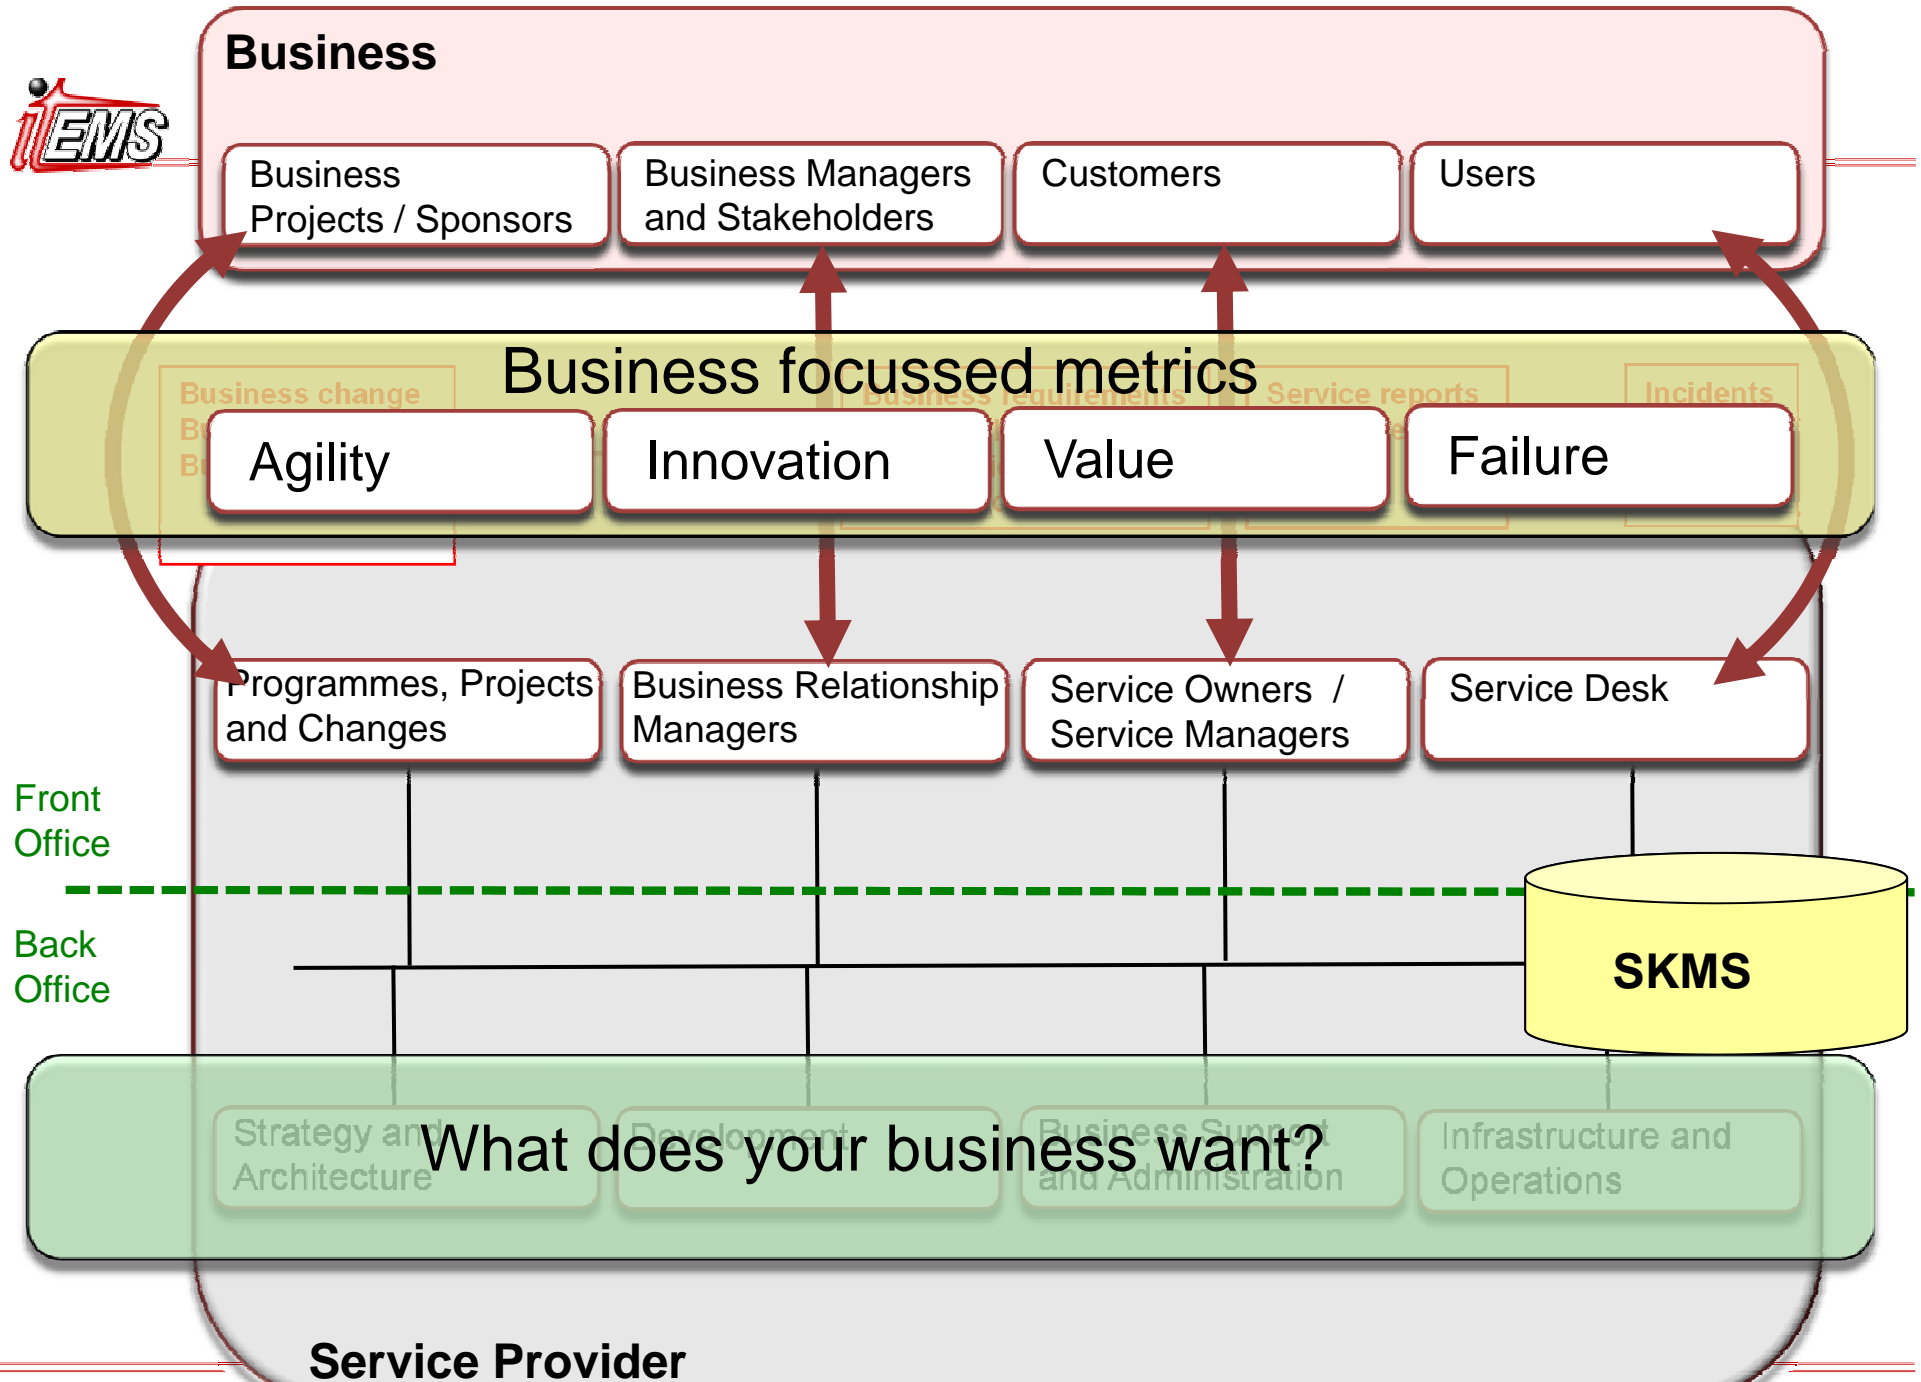 Business
iTEMS
Business
Projects / Sponsors
Business Managers
and Stakeholders
Customers
Users
Business focussed metrics
Business change
Business requirements
Service reports
Incidents
Agility
Innovation
Value
Failure
Programmes, Projects
and Changes
Business Relationship
Managers
Service Owners /
Service Managers
Service Desk
Front
Office
Back
Office
SKMS
What does your business want?
Strategy and
Architecture
Development
Business Support
and Administration
Infrastructure and
Operations
Service Provider